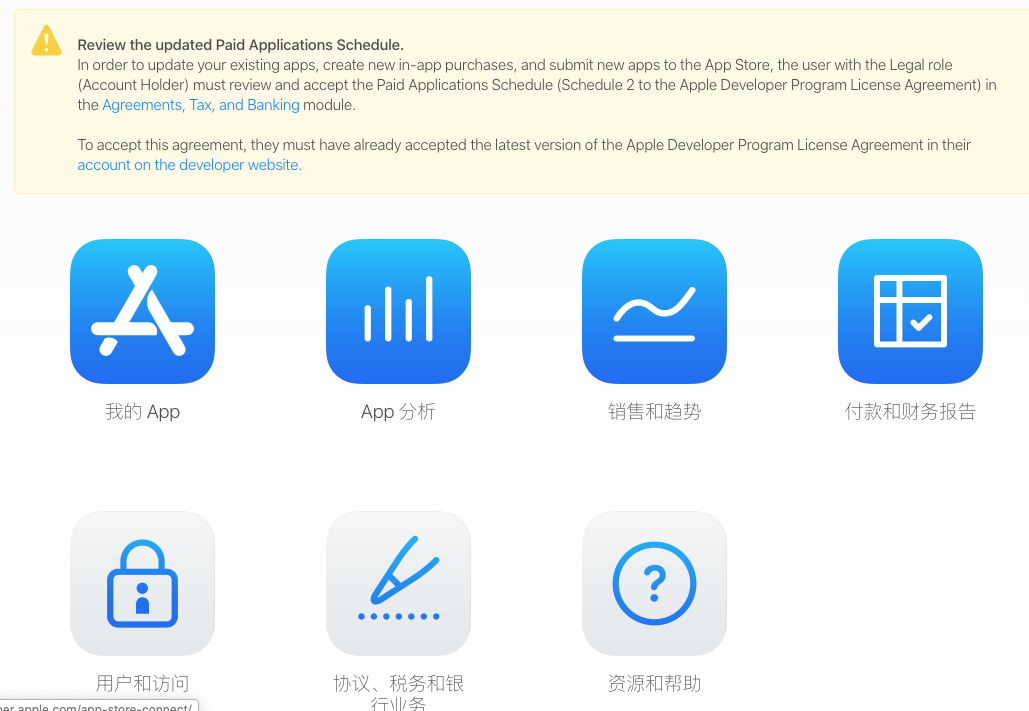 Review the updated Paid Applications Schedule.
In order to update your existing apps, create new in-app purchases, and submit new apps to the App Store, the user with the Legal role
(Account Holder) must review and accept the Paid Applications Schedule (Schedule 2 to the Apple Developer Program License Agreement) in
the Agreements, Tax, and Banking module.
To accept this agreement, they must have already accepted the latest version of the Apple Developer Program License Agreement in their
account on the developer website.
我的 App
App 分析
销售和趋势
付款和财务报告
用户和访问
协议、税务和银
行业务
资源和帮助
per.apple.com/app-store-connect/